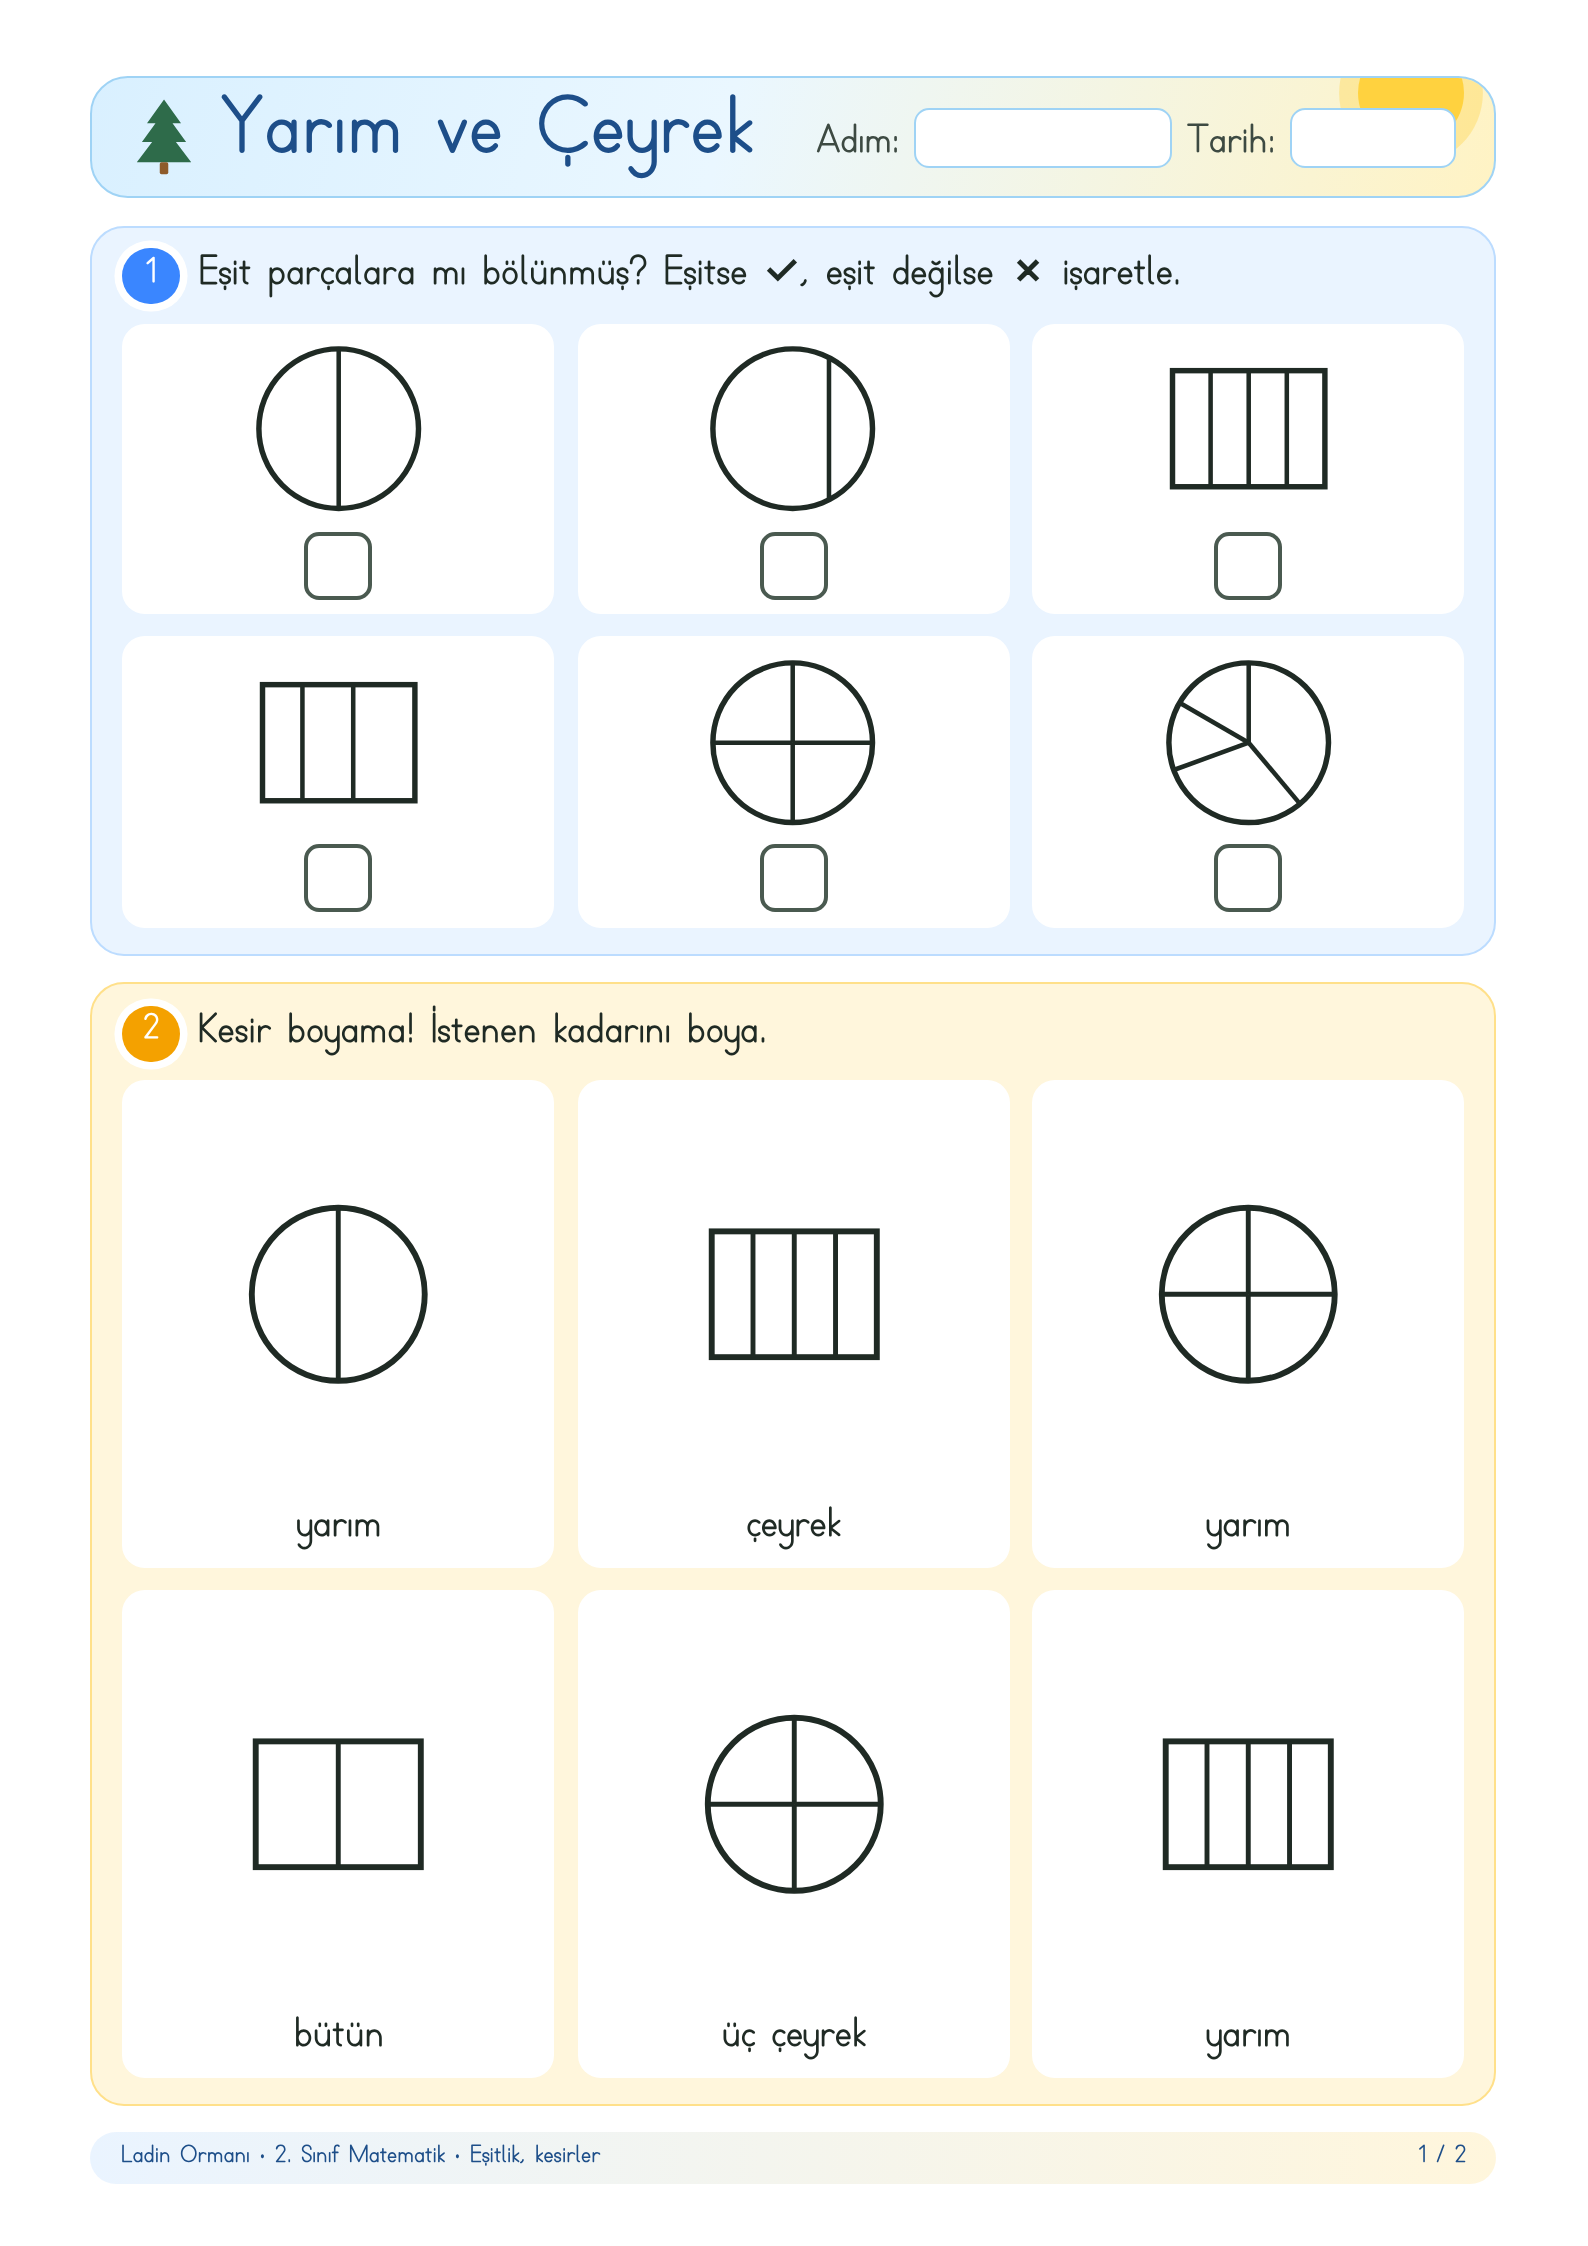 Yarım ve Çeyrek
Adım:
Tarih:
1 Eşit parçalara mı bölünmüş? Eşitse ✔, eşit değilse ✖ işaretle.
2 Kesir boyama! İstenen kadarını boya.
yarım
çeyrek
yarım
bütün
üç çeyrek
yarım
Ladin Ormanı • 2. Sınıf Matematik • Eşitlik, kesirler
1 / 2